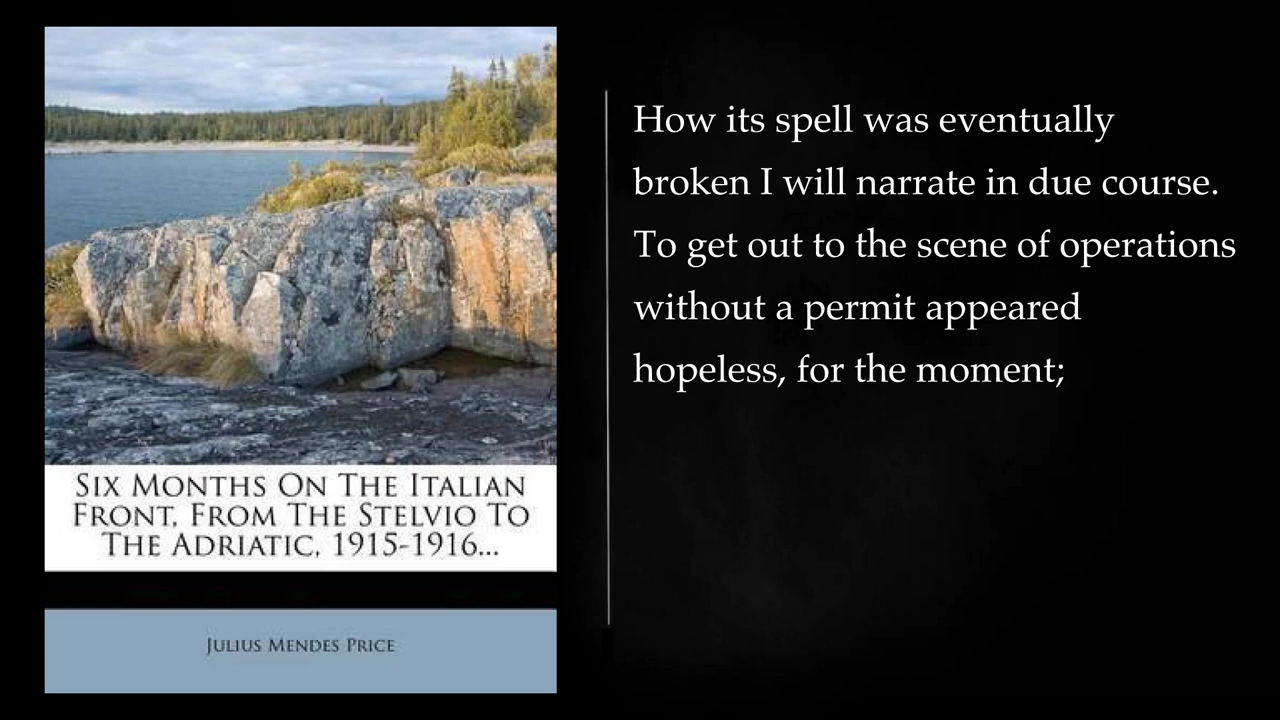 Six Months On The Italian
Front, From The Stelvio To
The Adriatic, 1915-1916...
Julius Mendes Price
How its spell was eventually
broken I will narrate in due course.
To get out to the scene of operations
without a permit appeared
hopeless, for the moment;